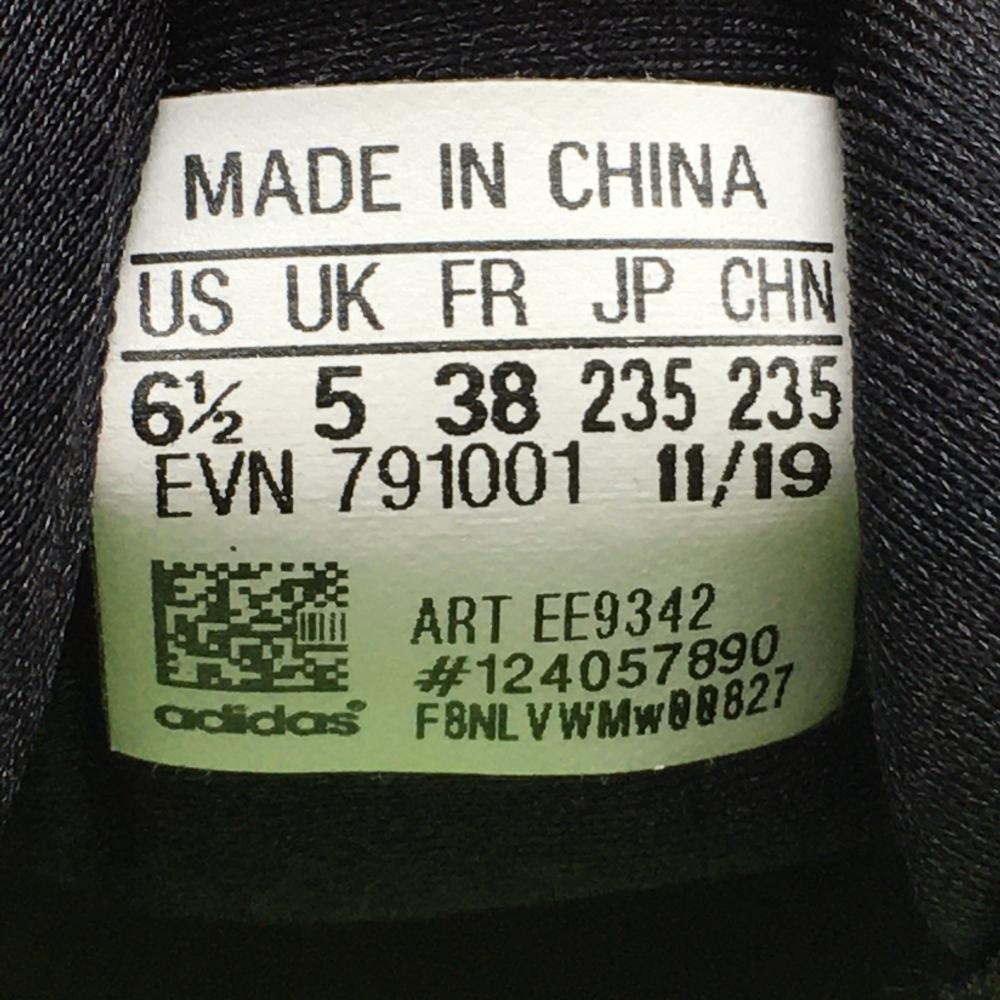 MADE IN CHINA
US UK FR JP CHN
6½ 5 38 235 235
EVN 791001 11/19
ART EE9342
#124057890
F8NLVWMw00827
adidas